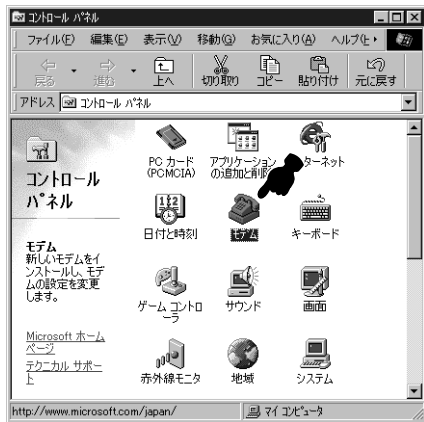 コントロール パネル
ファイル(F) 編集(E) 表示(V) 移動(G) お気に入り(A) ヘルプ(
戻る 進む 上へ 切り取り コピー 貼り付け 元に戻す
アドレス コントロール パネル
コントロール
パネル
モデム
新しいモデムをイ
ンストールし、モデ
ムの設定を変更
します。
Microsoft ホーム
ページ
テクニカル サポー
ト
PC カード
(PCMCIA)
アプリケーション
の追加と削除
ターネット
日付と時刻
モデム
キーボード
ゲーム コントロ
ーラ
サウンド
画面
赤外線モニタ
地域
システム
http://www.microsoft.com/japan/ マイ コンピュータ